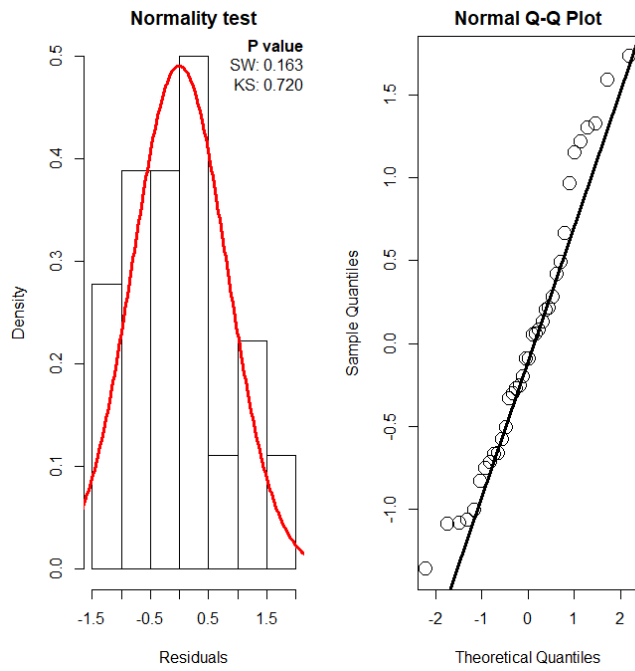 Normality test
P value
SW: 0.163
KS: 0.720
Density
0.0
0.1
0.2
0.3
0.4
0.5
-1.5
-0.5
0.5
1.5
Residuals
Normal Q-Q Plot
Sample Quantiles
-1.0
-0.5
0.0
0.5
1.0
1.5
-2
-1
0
1
2
Theoretical Quantiles